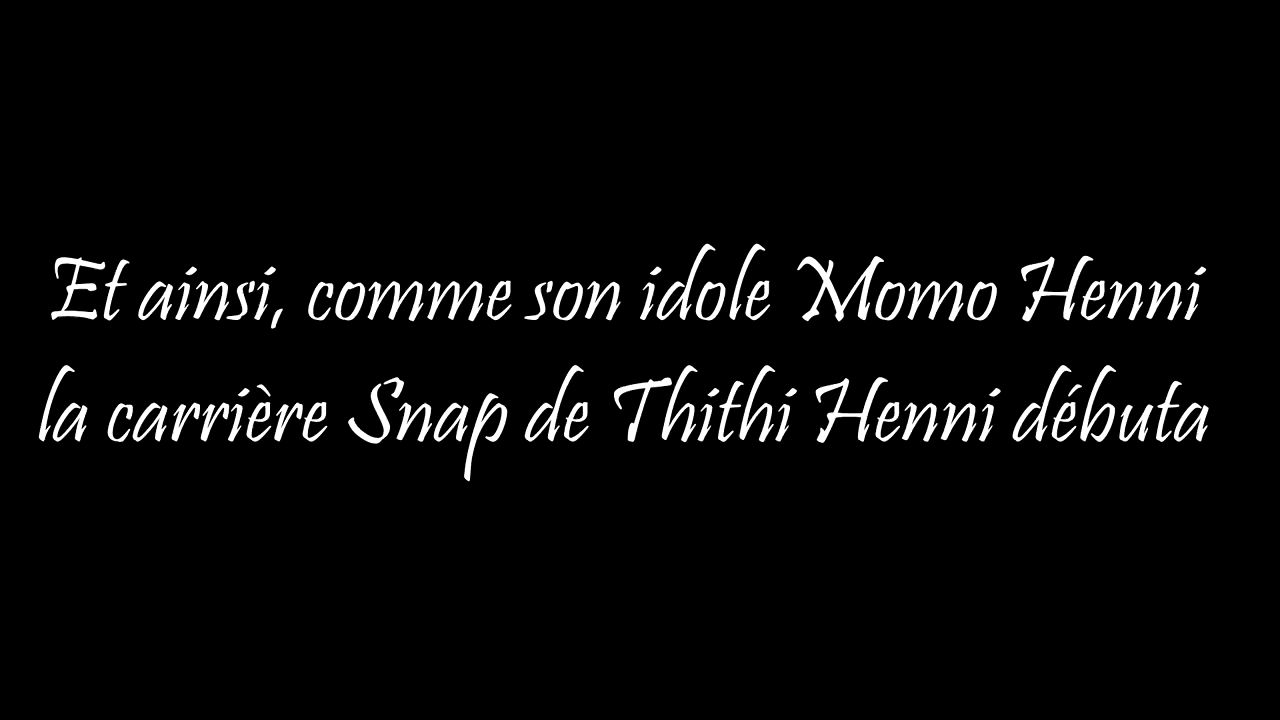 Et ainsi, comme son idole Momo Henni
la carrière Snap de Thithi Henni débuta